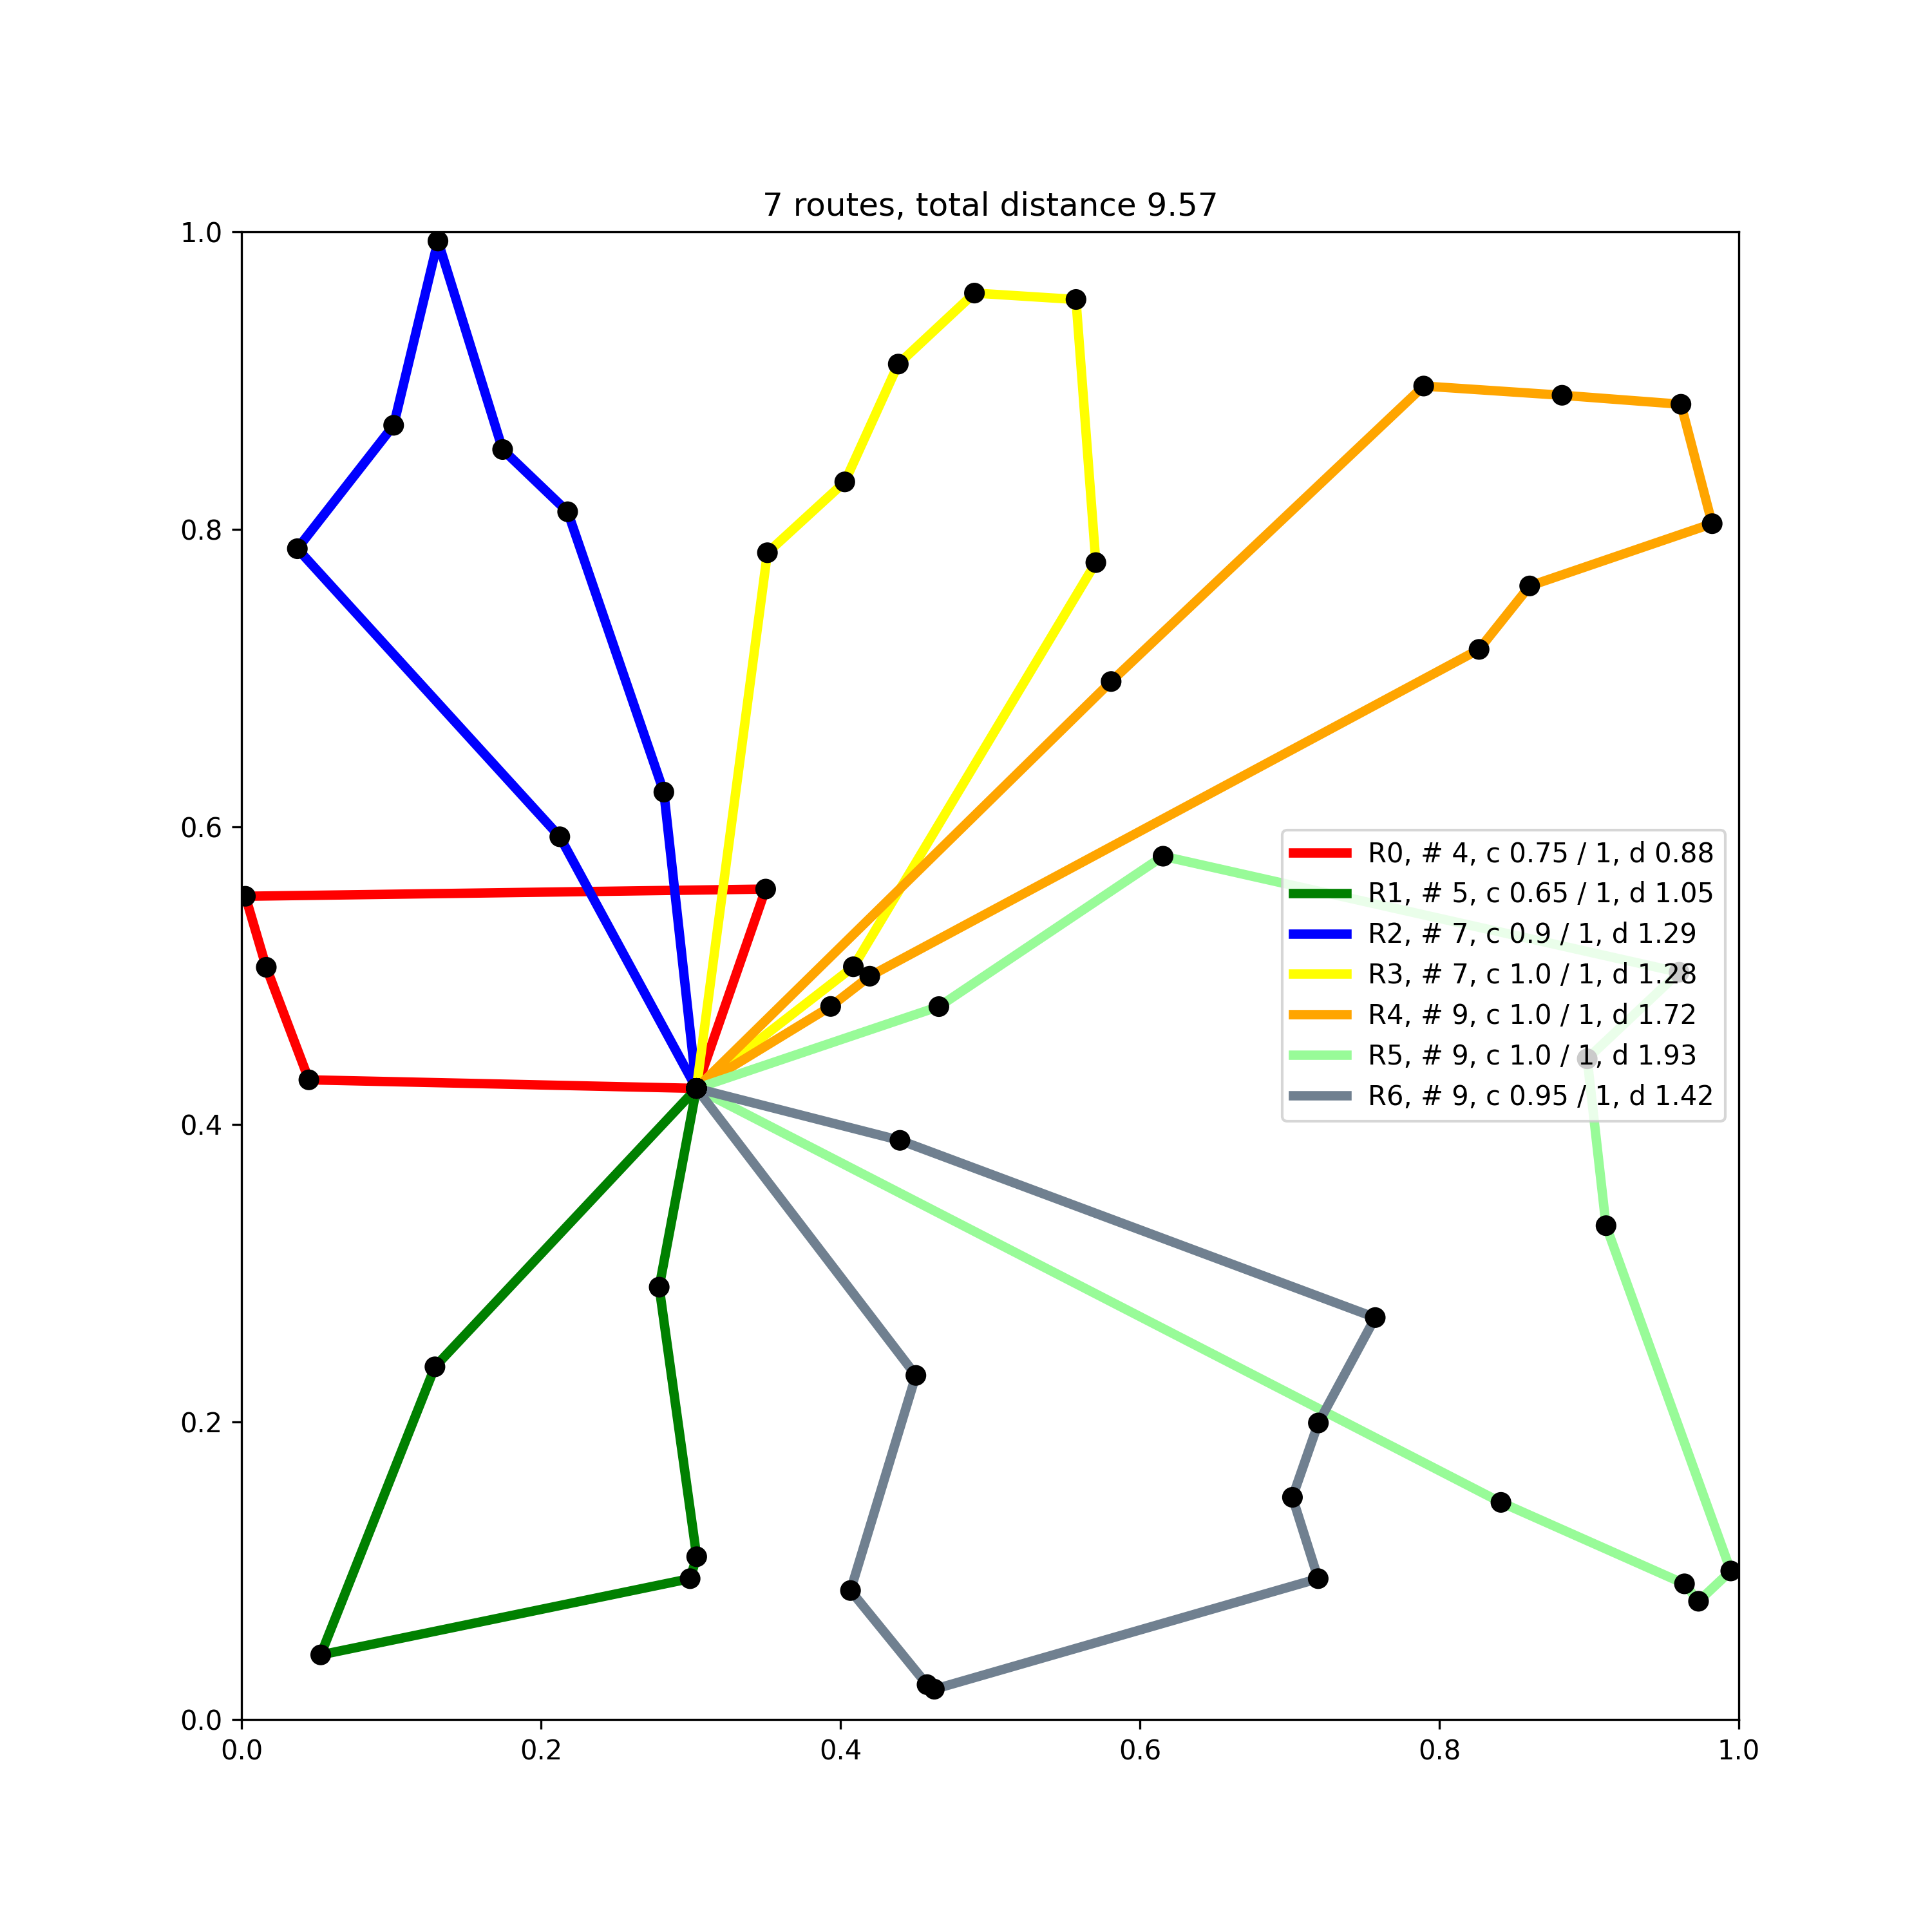 7 routes, total distance 9.57
1.0
0.8
0.6
0.4
0.2
0.0
0.0 0.2 0.4 0.6 0.8 1.0
R0, # 4, c 0.75 / 1, d 0.88
R1, # 5, c 0.65 / 1, d 1.05
R2, # 7, c 0.9 / 1, d 1.29
R3, # 7, c 1.0 / 1, d 1.28
R4, # 9, c 1.0 / 1, d 1.72
R5, # 9, c 1.0 / 1, d 1.93
R6, # 9, c 0.95 / 1, d 1.42